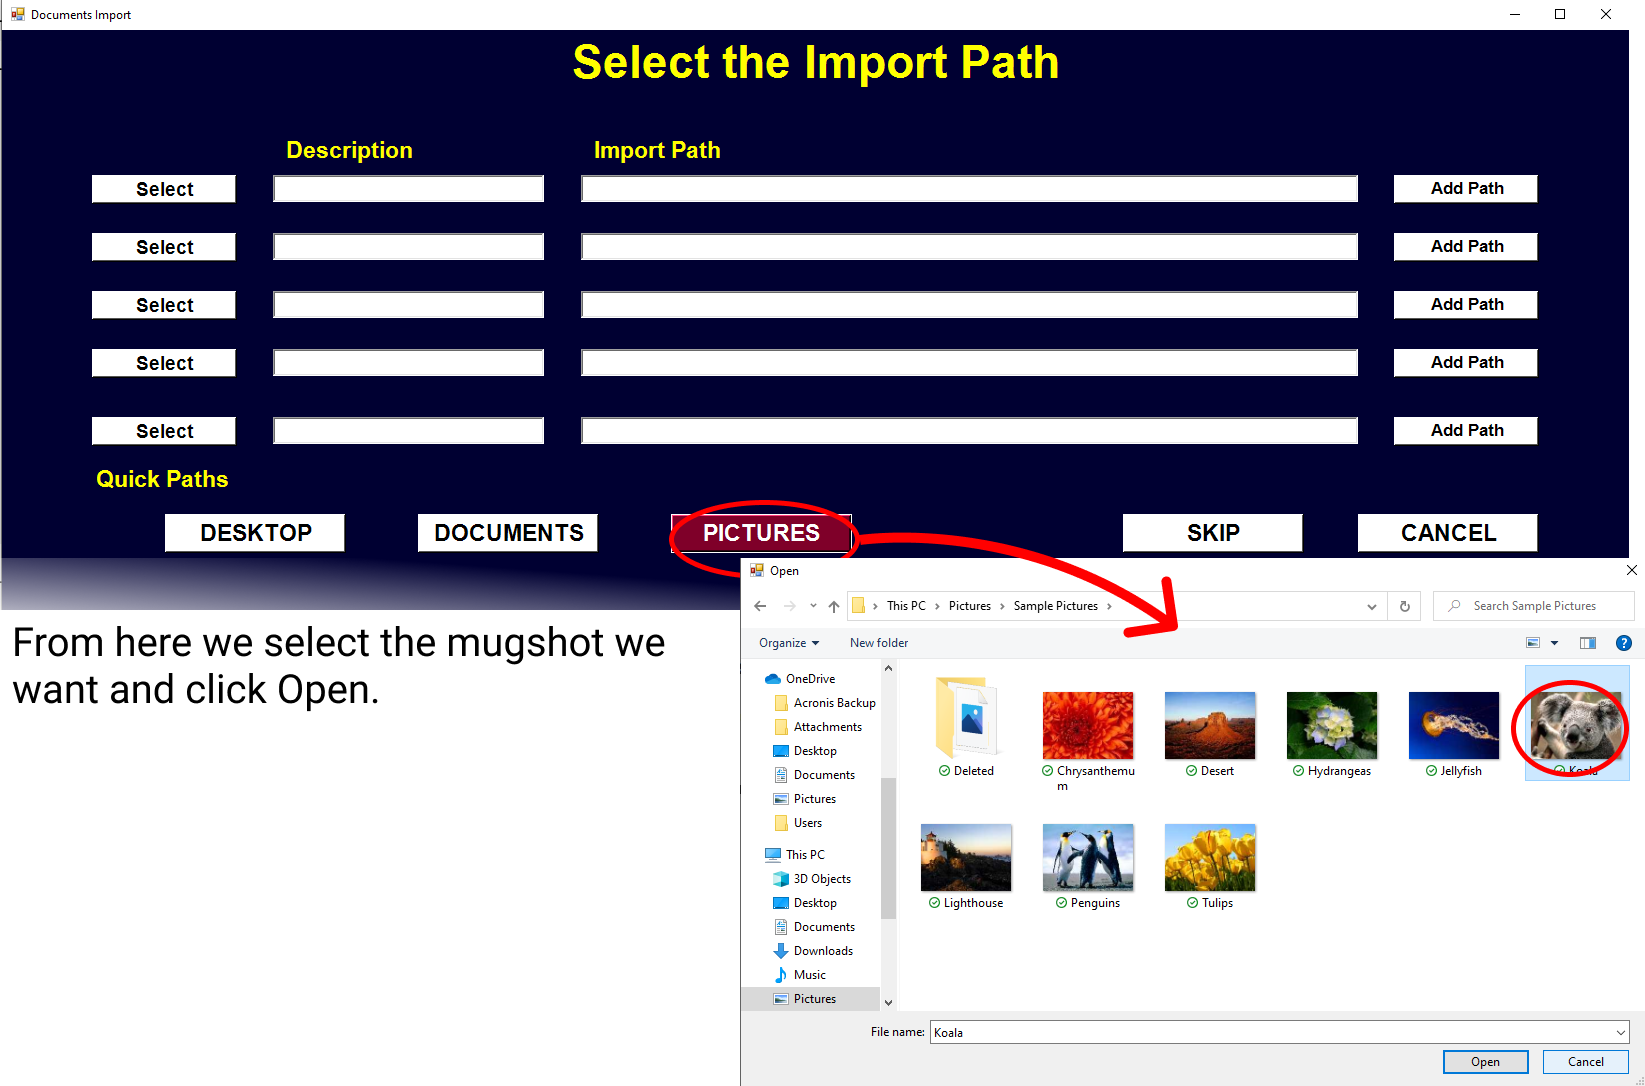 Documents Import
Select the Import Path
Description Import Path
Select Add Path
Select Add Path
Select Add Path
Select Add Path
Select Add Path
Quick Paths
DESKTOP DOCUMENTS PICTURES SKIP CANCEL
From here we select the mugshot we
want and click Open.
Open
This PC Pictures Sample Pictures
Search Sample Pictures
Organize New folder
OneDrive
Acronis Backup
Attachments
Desktop
Documents
Pictures
Users
This PC
3D Objects
Desktop
Documents
Downloads
Music
Pictures
Deleted
Chrysanthemu
m
Desert
Hydrangeas
Jellyfish
Koala
Lighthouse
Penguins
Tulips
File name: Koala
Open Cancel